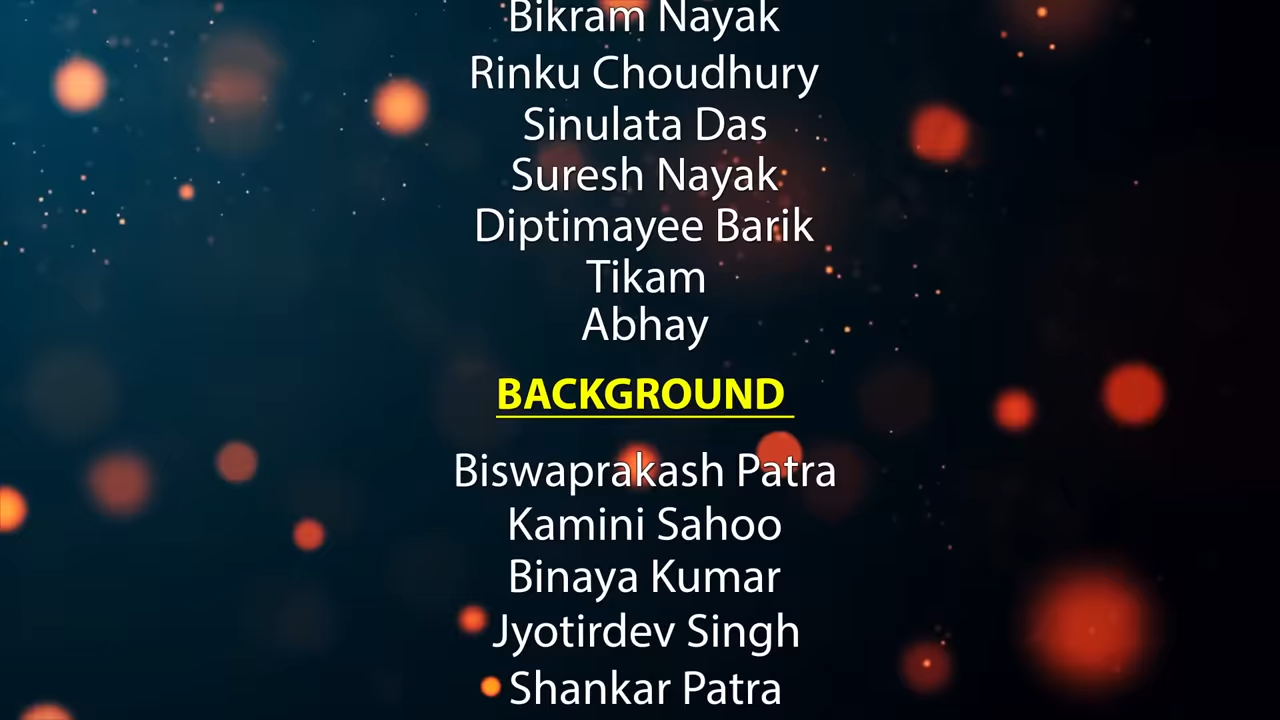 Bikram Nayak
Rinku Choudhury
Sinulata Das
Suresh Nayak
Diptimayee Barik
Tikam
Abhay
BACKGROUND
Biswaprakash Patra
Kamini Sahoo
Binaya Kumar
Jyotirdev Singh
Shankar Patra